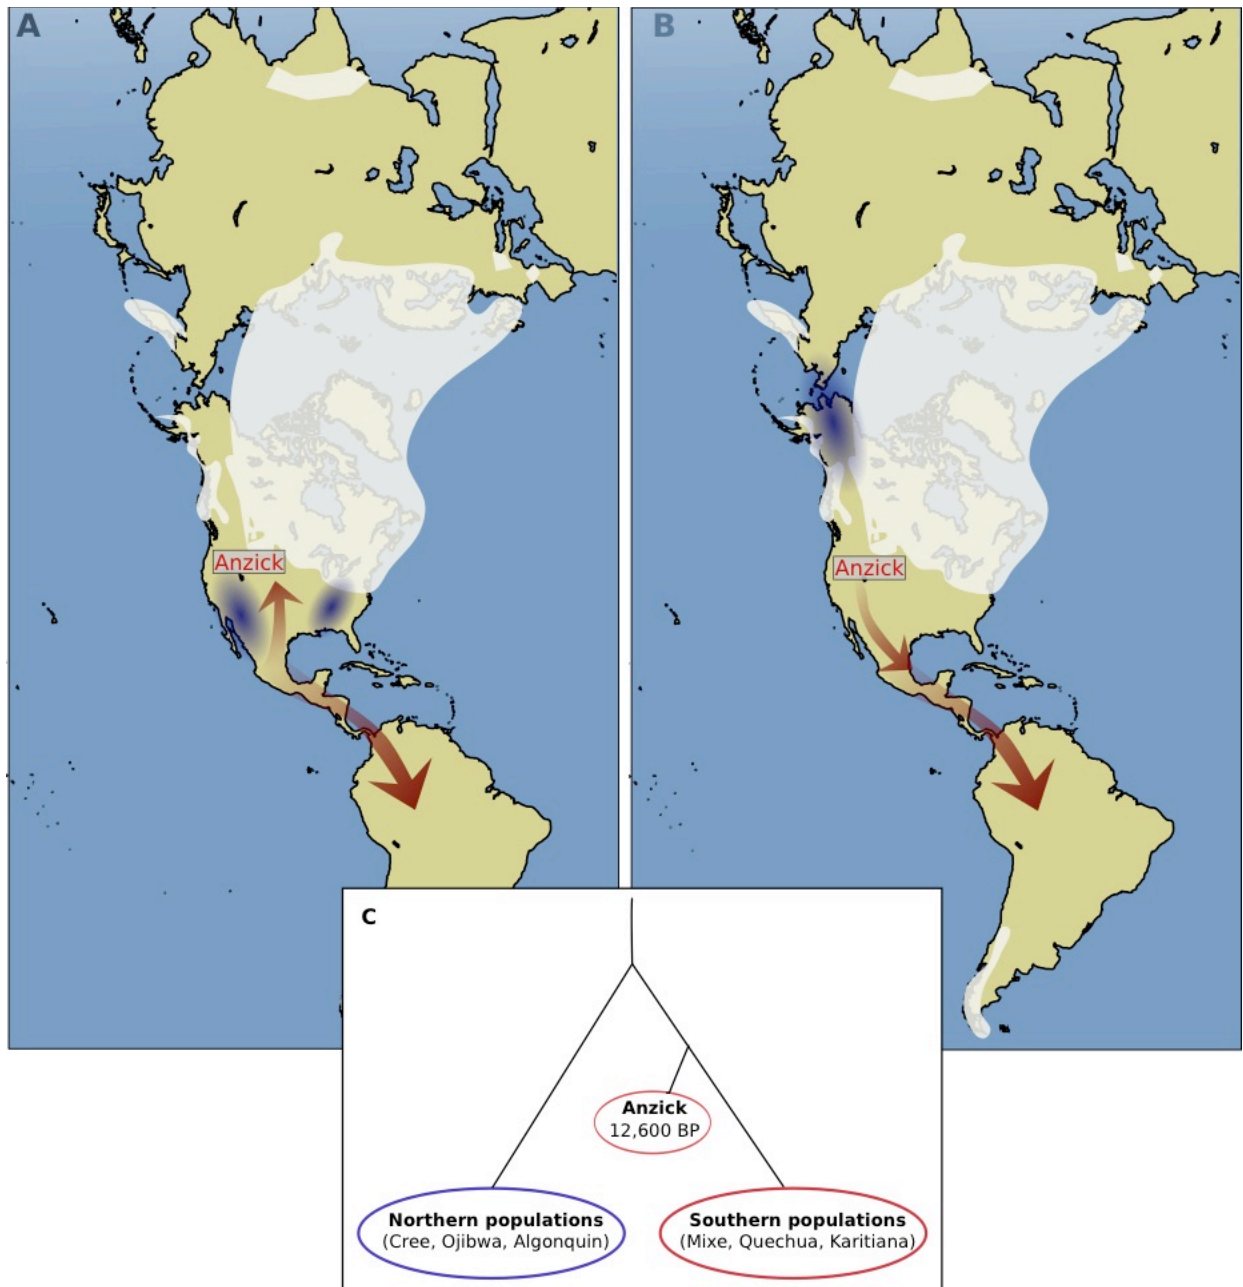 A
B
Anzick
Anzick
C
Anzick
12,600 BP
Northern populations
(Cree, Ojibwa, Algonquin)
Southern populations
(Mixe, Quechua, Karitiana)